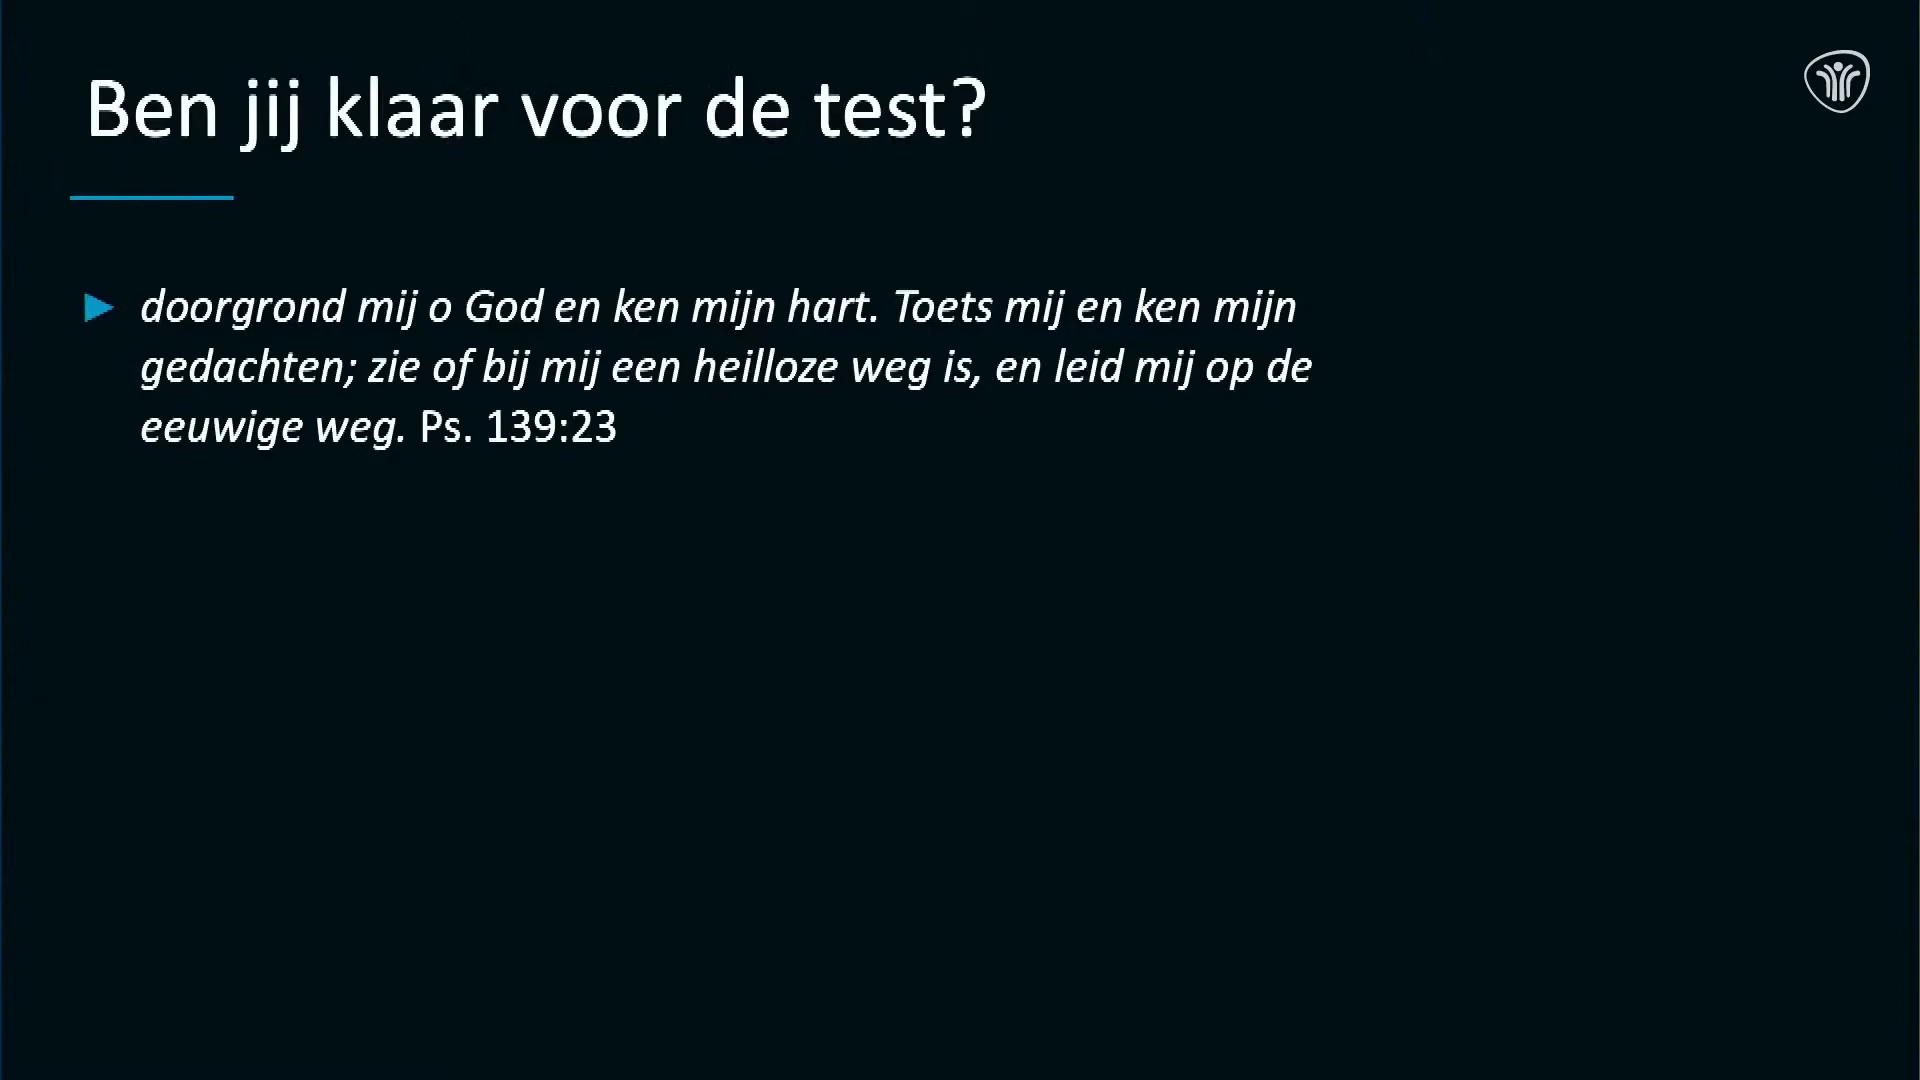 Ben jij klaar voor de test?
doorgrond mij o God en ken mijn hart. Toets mij en ken mijn
gedachten; zie of bij mij een heilloze weg is, en leid mij op de
eeuwige weg. Ps. 139:23